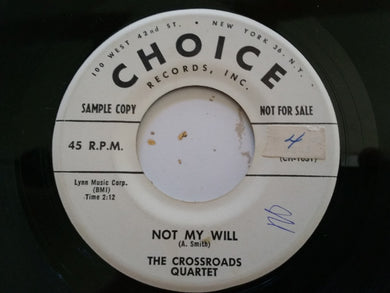 100 WEST 42nd ST. • NEW YORK 36, N.Y.
CHOICE
RECORDS, INC.
SAMPLE COPY
NOT FOR SALE
45 R.P.M.
4
Lynn Music Corp.
(BMI)
Time 2:12
NOT MY WILL
(A. Smith)
THE CROSSROADS
QUARTET